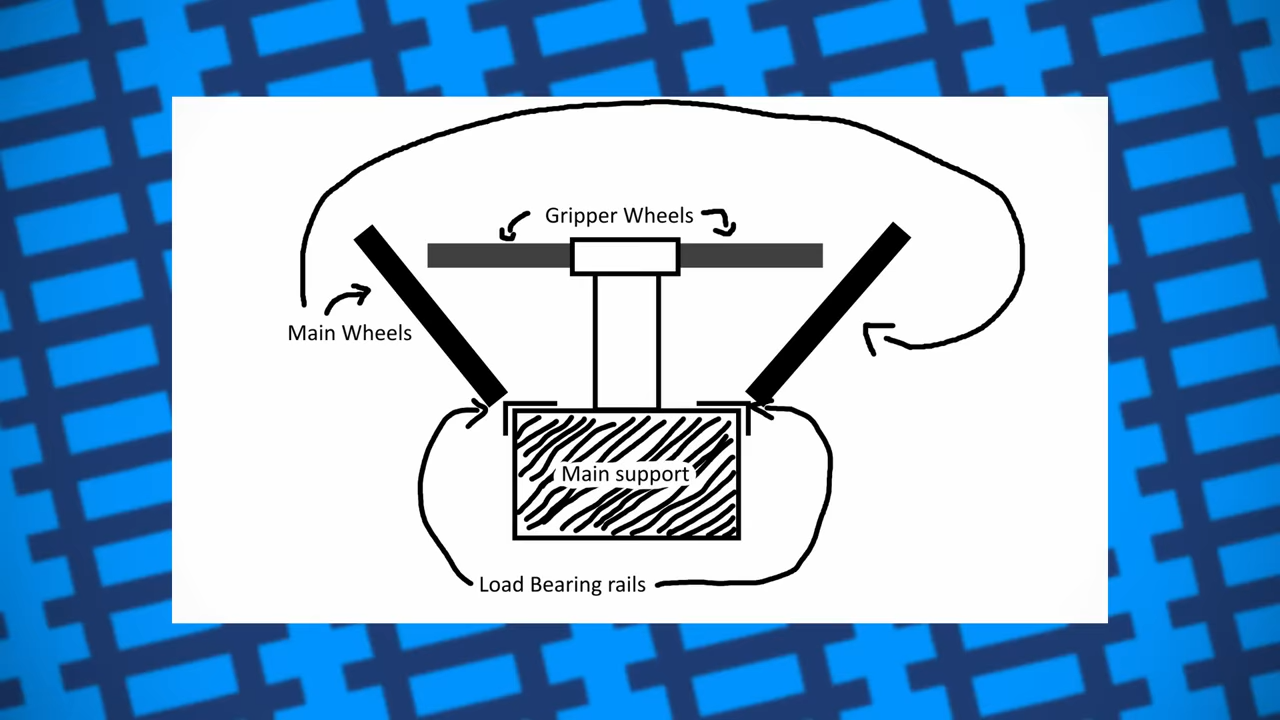 Gripper Wheels
Main Wheels
Main support
Load Bearing rails